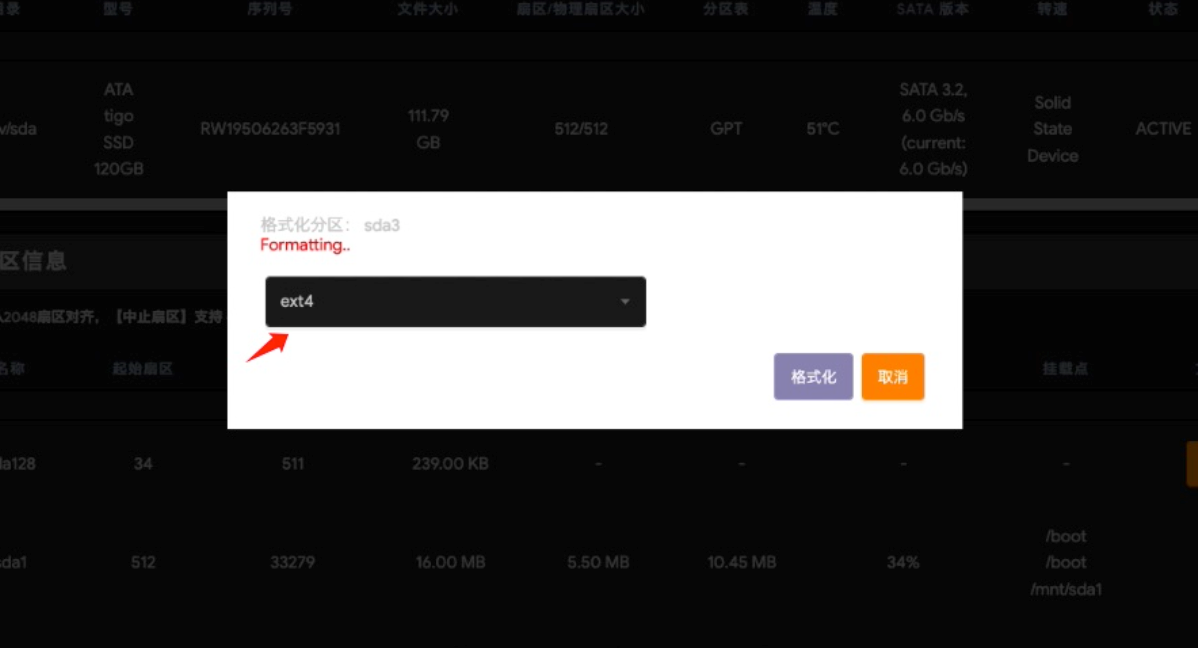 型号 序列号 文件大小 扇区/物理扇区大小 分区表 温度 SATA 版本 转速 状态
ATA
tigo
SSD
120GB
v/sda
RW19506263F5931
111.79
GB
512/512
GPT
51°C
SATA 3.2,
6.0 Gb/s
(current:
6.0 Gb/s)
Solid
State
Device
ACTIVE
格式化分区： sda3
Formatting..
ext4
格式化
取消
区信息
2048扇区对齐，【中止扇区】支持
名称 起始扇区 挂载点
da128 34 511 239.00 KB - - - -
sda1 512 33279 16.00 MB 5.50 MB 10.45 MB 34%
/boot
/boot
/mnt/sda1